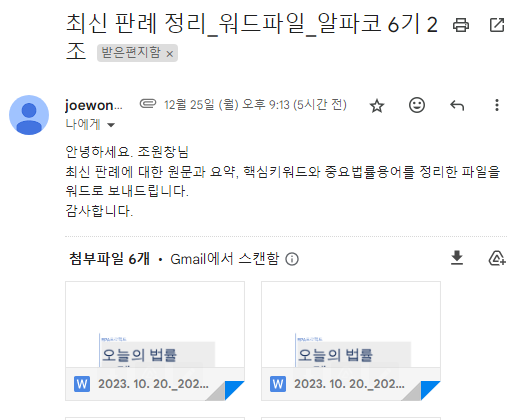 최신 판례 정리_워드파일_알파코 6기 2
조 받은편지함 ×
joewon... 12월 25일 (월) 오후 9:13 (5시간 전)
나에게
안녕하세요. 조원창님
최신 판례에 대한 원문과 요약, 핵심키워드와 중요법률용어를 정리한 파일을
워드로 보내드립니다.
감사합니다.
첨부파일 6개 • Gmail에서 스캔함
오늘의 법률
오늘의 법률
W 2023. 10. 20._202...
W 2023. 10. 20._202...